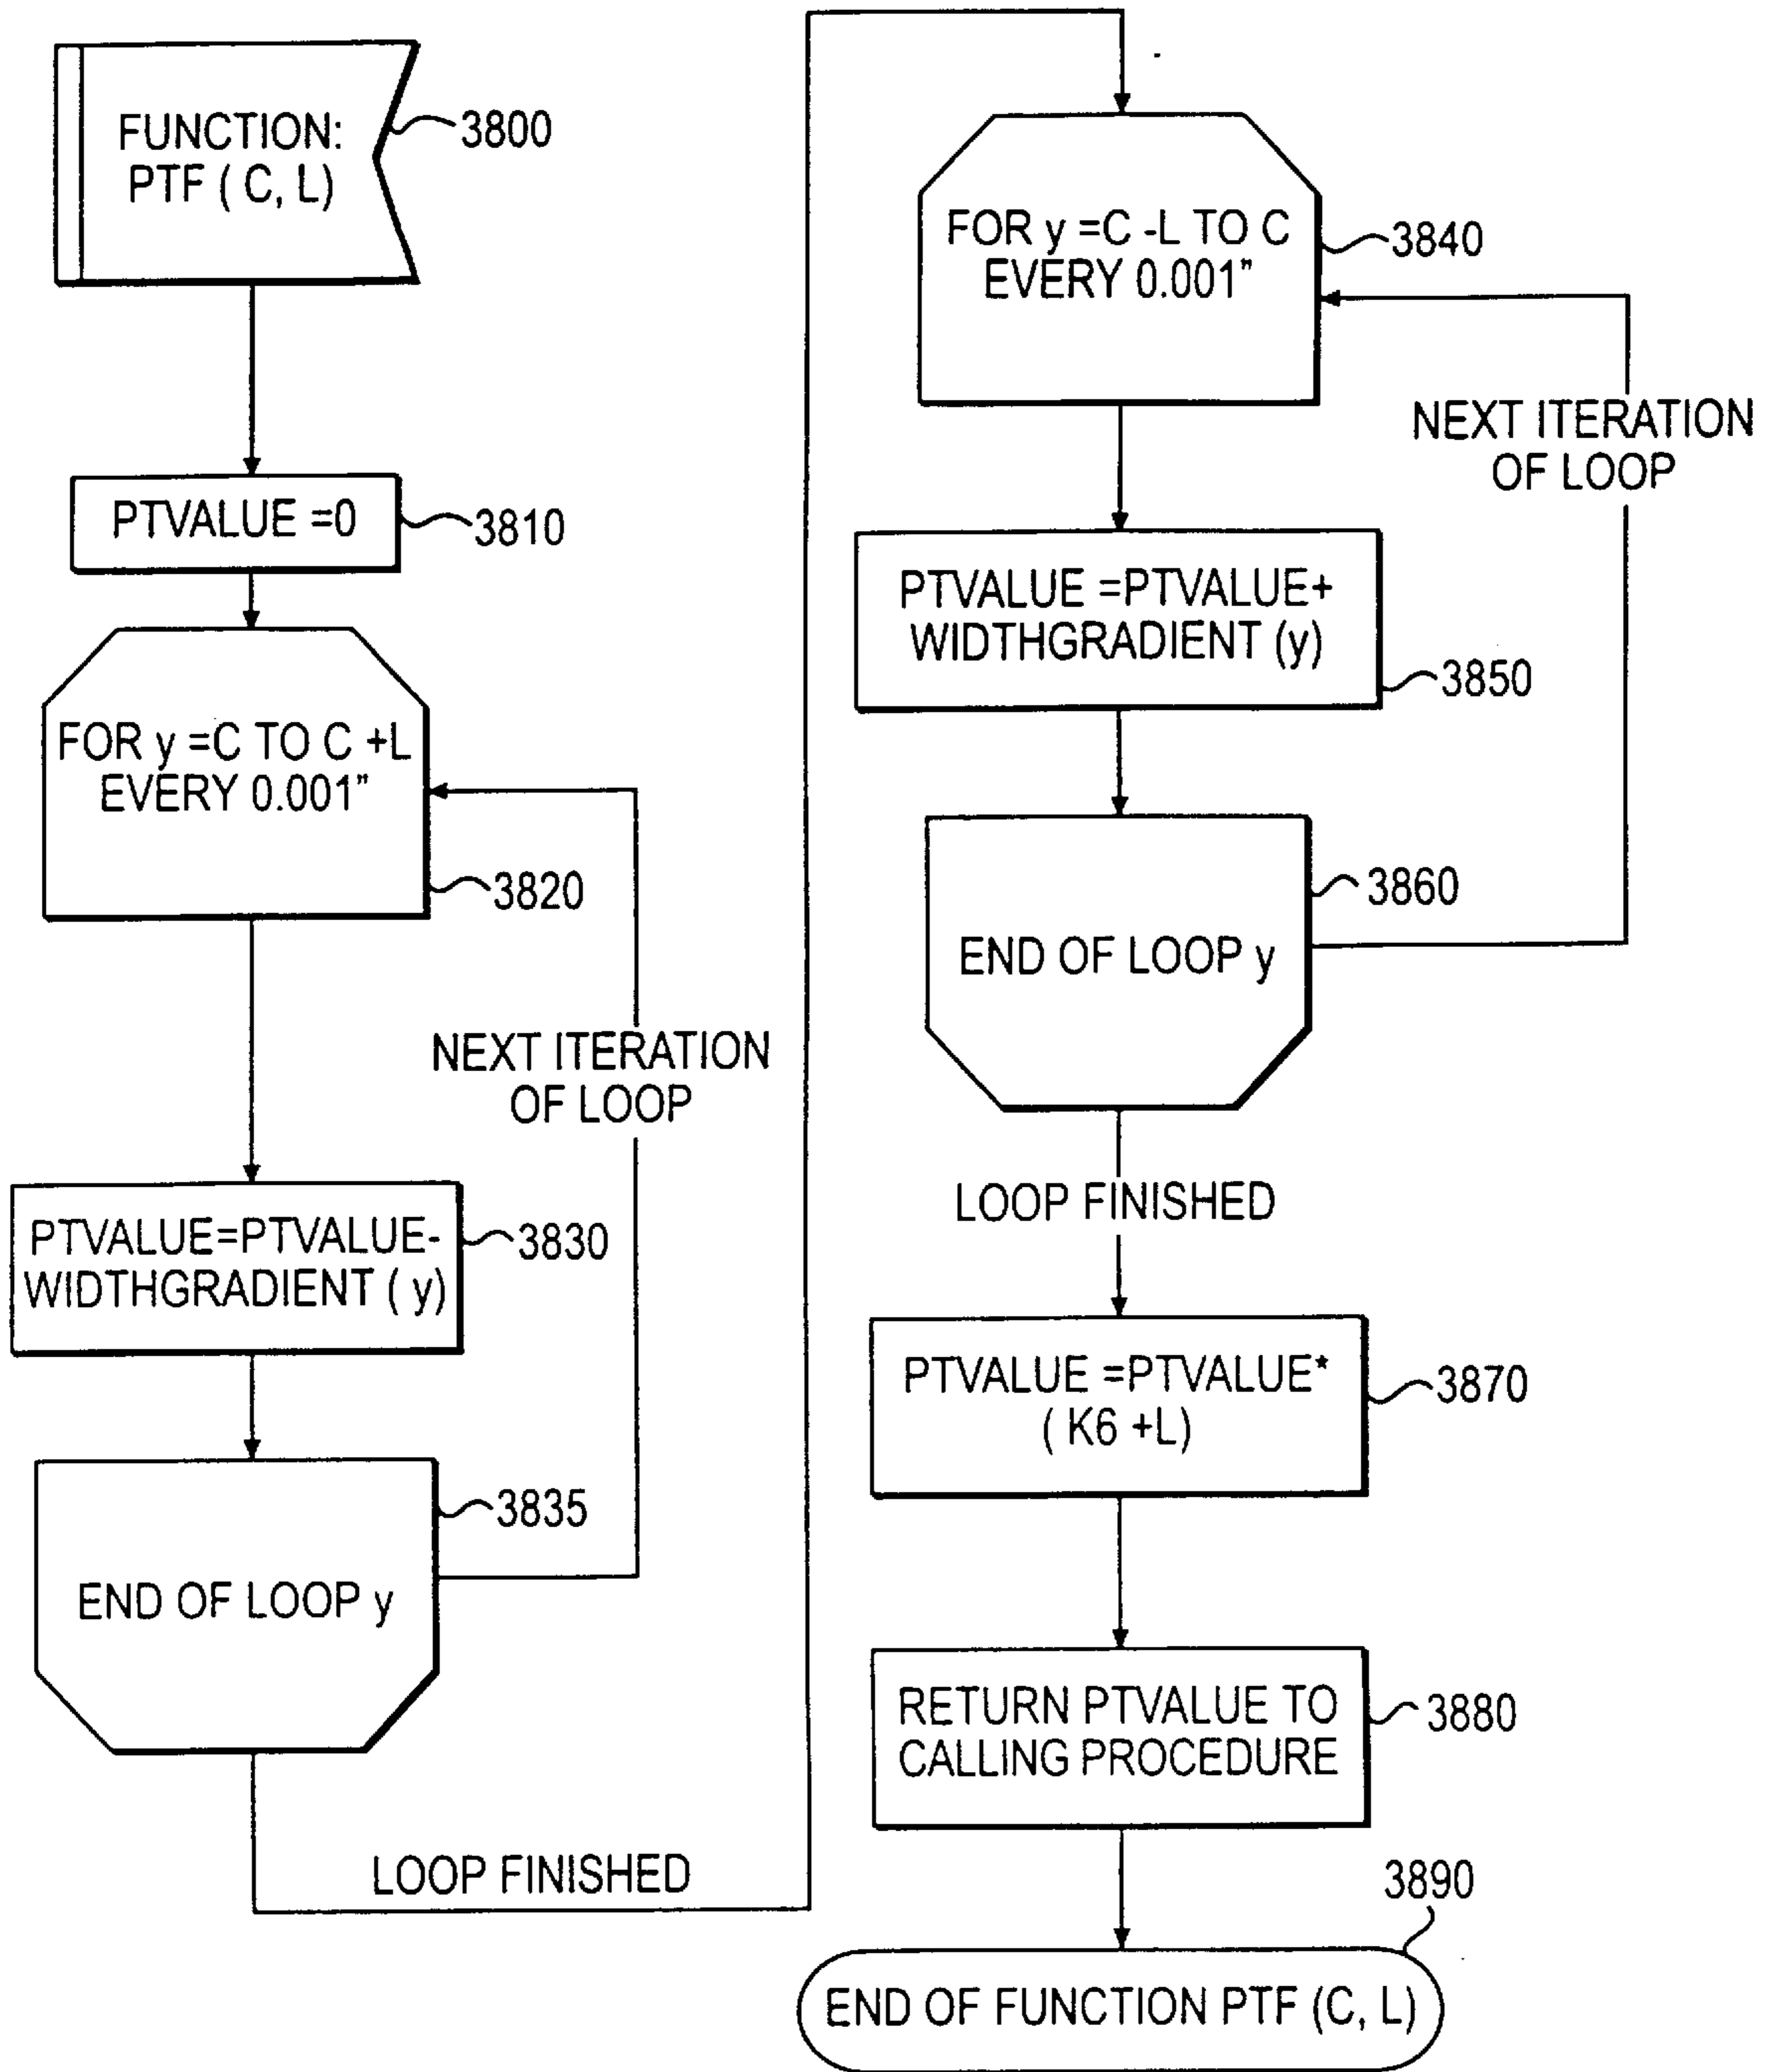 FUNCTION:
PTF ( C, L)
3800
PTVALUE =0
3810
FOR y =C TO C +L
EVERY 0.001"
3820
NEXT ITERATION
OF LOOP
PTVALUE=PTVALUE-
WIDTHGRADIENT ( y)
3830
3835
END OF LOOP y
LOOP FINISHED
FOR y =C -L TO C
EVERY 0.001"
3840
NEXT ITERATION
OF LOOP
PTVALUE =PTVALUE+
WIDTHGRADIENT (y)
3850
3860
END OF LOOP y
LOOP FINISHED
PTVALUE =PTVALUE*
( K6 +L)
3870
RETURN PTVALUE TO
CALLING PROCEDURE
3880
3890
END OF FUNCTION PTF (C, L)